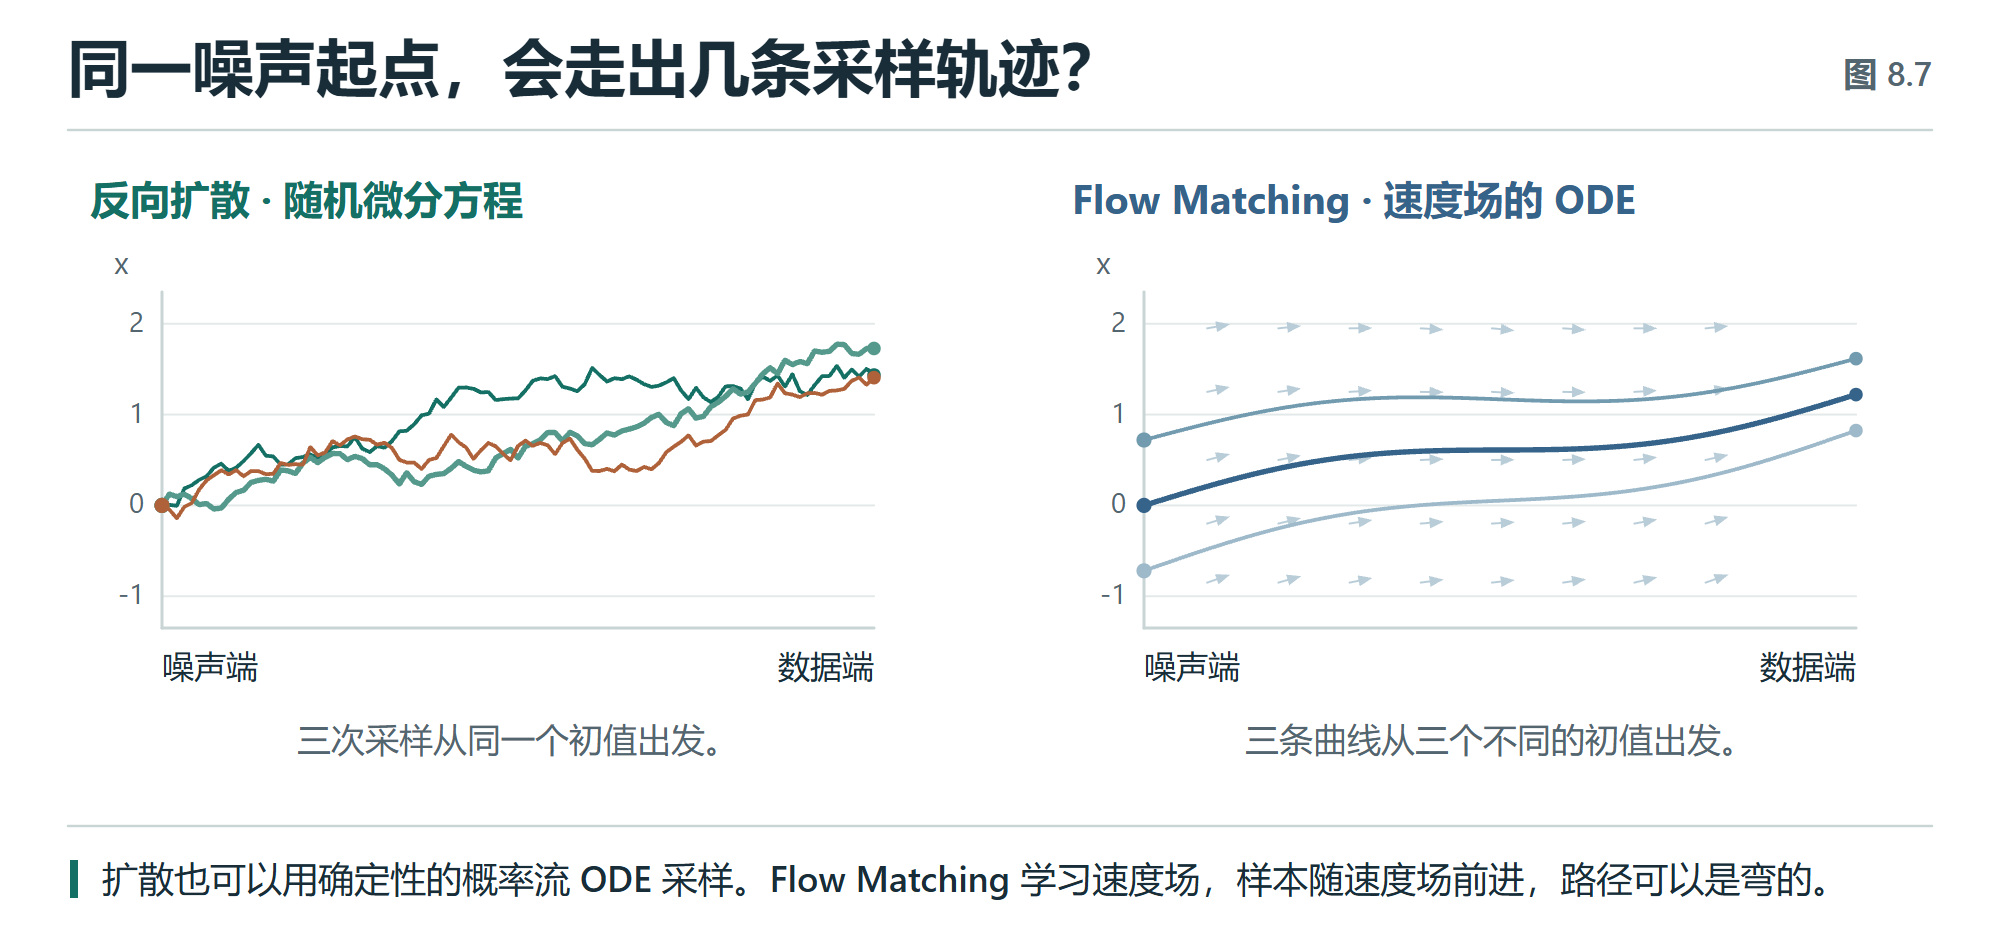 同一噪声起点，会走出几条采样轨迹？
图 8.7
反向扩散 · 随机微分方程
x
2
1
0
-1
噪声端
数据端
三次采样从同一个初值出发。
Flow Matching · 速度场的 ODE
x
2
1
0
-1
噪声端
数据端
三条曲线从三个不同的初值出发。
扩散也可以用确定性的概率流 ODE 采样。Flow Matching 学习速度场，样本随速度场前进，路径可以是弯的。